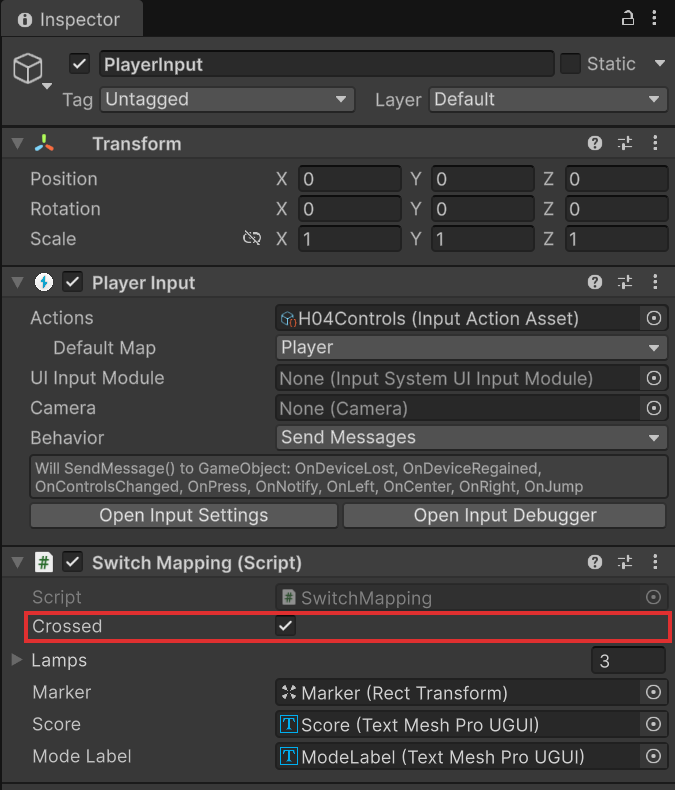 Inspector
PlayerInput Static
Tag Untagged Layer Default
Transform
Position X 0 Y 0 Z 0
Rotation X 0 Y 0 Z 0
Scale X 1 Y 1 Z 1
Player Input
Actions H04Controls (Input Action Asset)
Default Map Player
UI Input Module None (Input System UI Input Module)
Camera None (Camera)
Behavior Send Messages
Will SendMessage() to GameObject: OnDeviceLost, OnDeviceRegained,
OnControlsChanged, OnPress, OnNotify, OnLeft, OnCenter, OnRight, OnJump
Open Input Settings Open Input Debugger
# Switch Mapping (Script)
Script # SwitchMapping
Crossed
Lamps 3
Marker Marker (Rect Transform)
Score T Score (Text Mesh Pro UGUI)
Mode Label T ModeLabel (Text Mesh Pro UGUI)